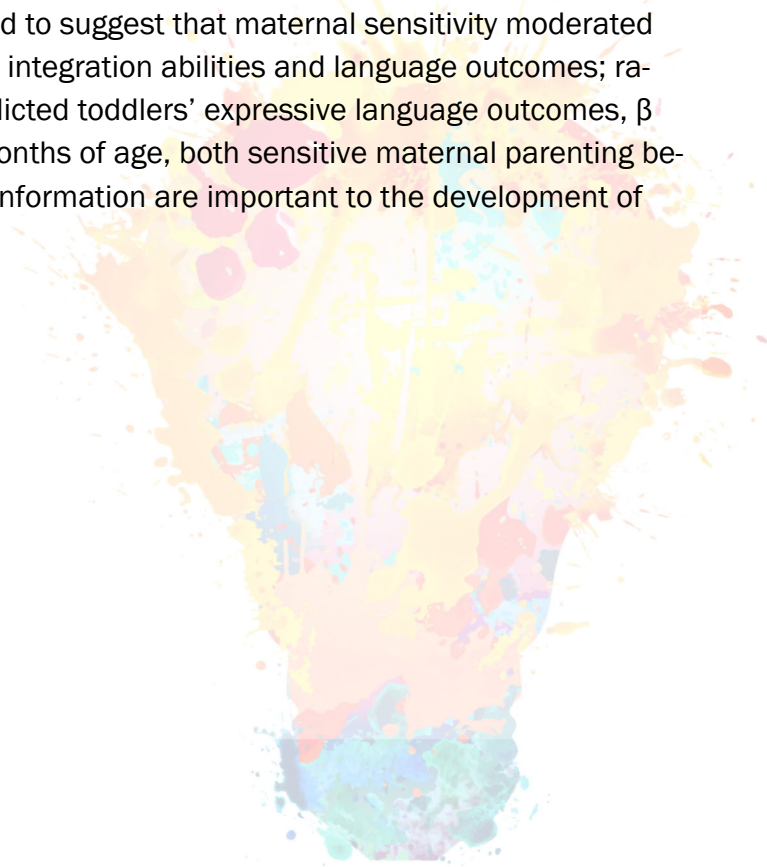 d to suggest that maternal sensitivity moderated
integration abilities and language outcomes; ra-
dicted toddlers’ expressive language outcomes, β
onths of age, both sensitive maternal parenting be-
nformation are important to the development of